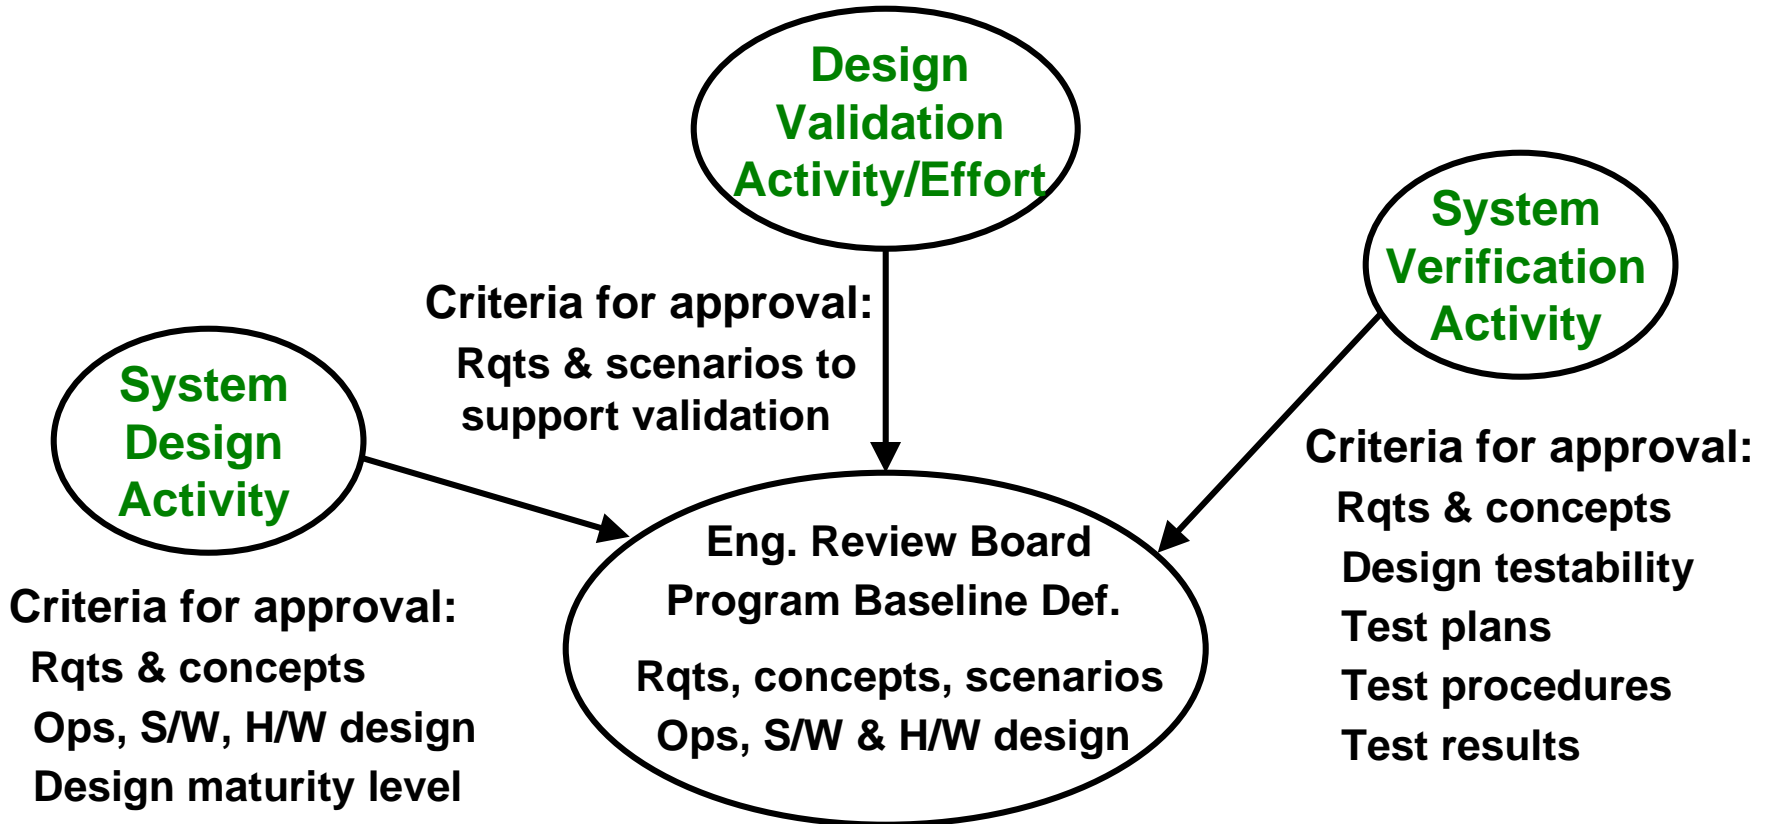 Design
Validation
Activity/Effort
System
Verification
Activity
Criteria for approval:
Rqts & scenarios to
support validation
System
Design
Activity
Criteria for approval:
Rqts & concepts
Design testability
Test plans
Test procedures
Test results
Eng. Review Board
Program Baseline Def.
Rqts, concepts, scenarios
Ops, S/W & H/W design
Criteria for approval:
Rqts & concepts
Ops, S/W, H/W design
Design maturity level